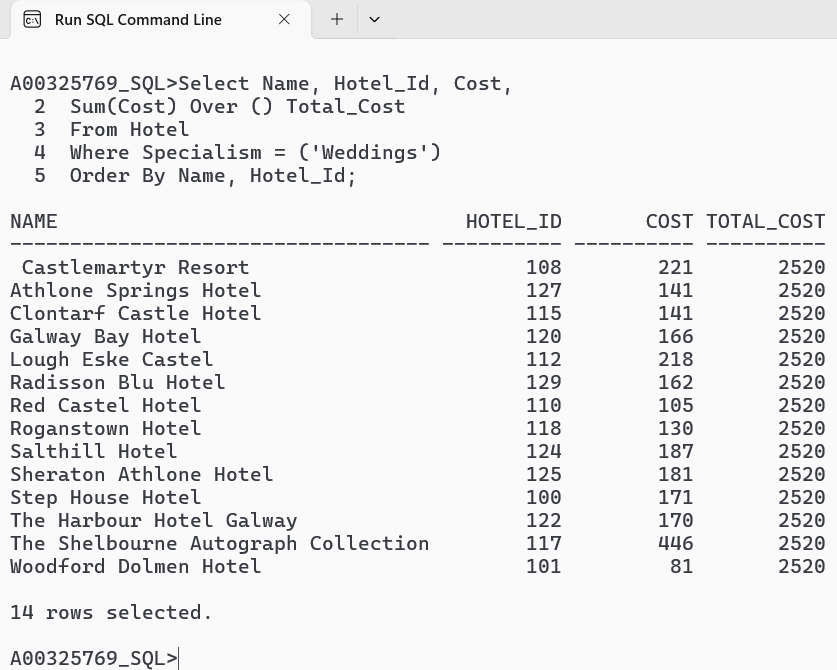 Run SQL Command Line
A00325769_SQL>Select Name, Hotel_Id, Cost,
  2  Sum(Cost) Over () Total_Cost
  3  From Hotel
  4  Where Specialism = ('Weddings')
  5  Order By Name, Hotel_Id;
NAME                                  HOTEL_ID       COST TOTAL_COST
----------------------------------- ---------- ---------- ----------
 Castlemartyr Resort                       108        221       2520
Athlone Springs Hotel                      127        141       2520
Clontarf Castle Hotel                      115        141       2520
Galway Bay Hotel                           120        166       2520
Lough Eske Castel                          112        218       2520
Radisson Blu Hotel                         129        162       2520
Red Castel Hotel                           110        105       2520
Roganstown Hotel                           118        130       2520
Salthill Hotel                             124        187       2520
Sheraton Athlone Hotel                     125        181       2520
Step House Hotel                           100        171       2520
The Harbour Hotel Galway                   122        170       2520
The Shelbourne Autograph Collection        117        446       2520
Woodford Dolmen Hotel                      101         81       2520
14 rows selected.
A00325769_SQL>